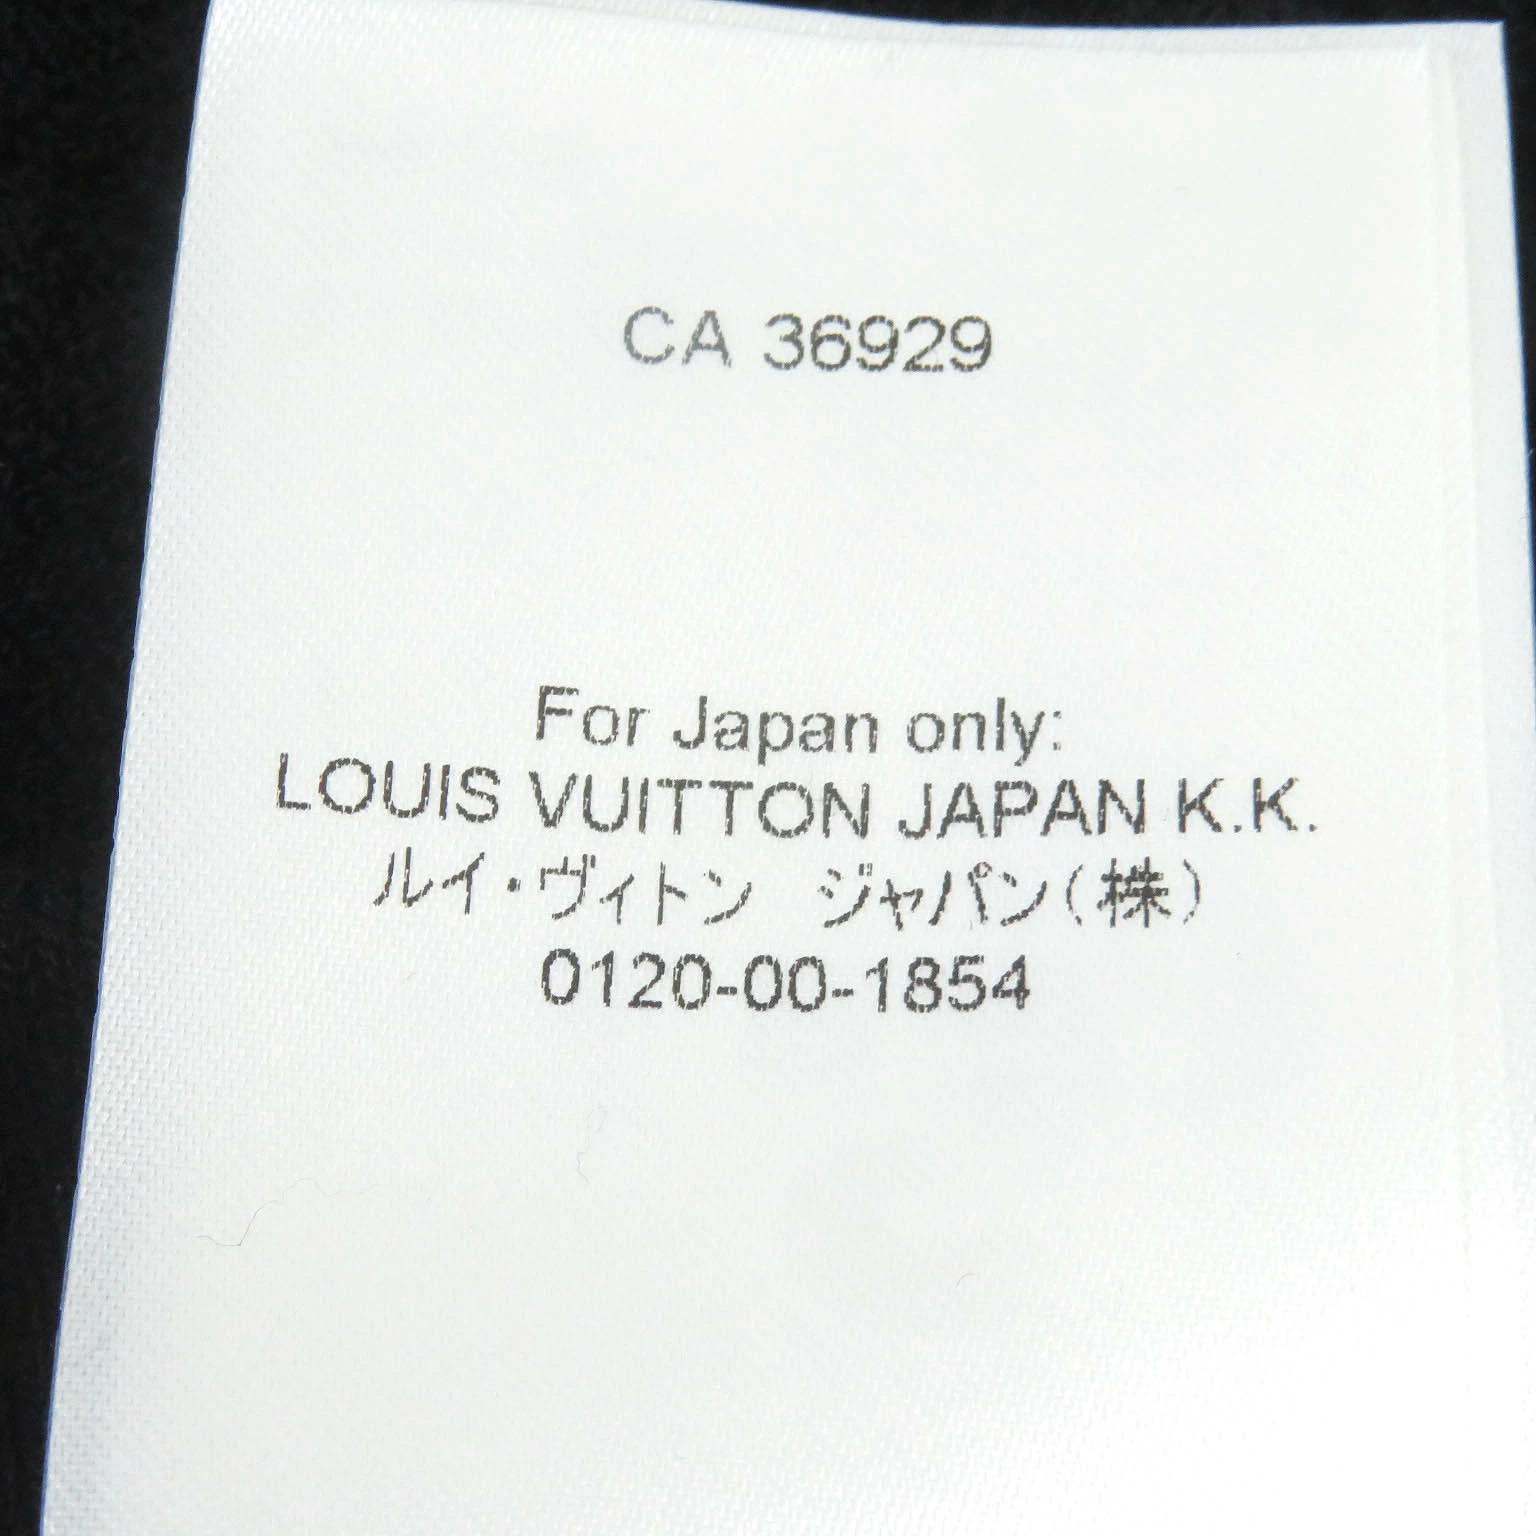 CA 36929
For Japan only:
LOUIS VUITTON JAPAN K.K.
ルイ・ヴィトン　ジャパン(株)
0120-00-1854